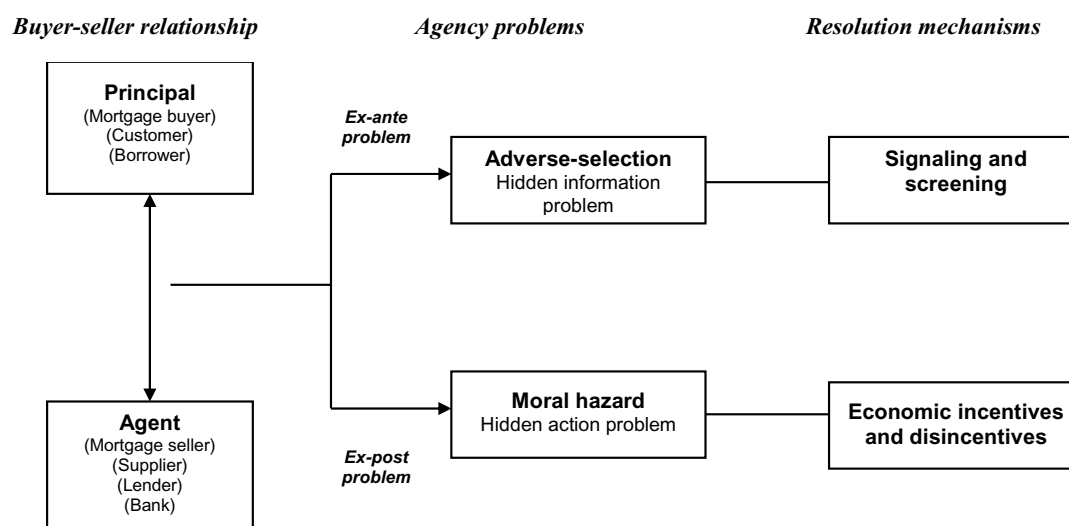 Buyer-seller relationship
Agency problems
Resolution mechanisms
Principal
(Mortgage buyer)
(Customer)
(Borrower)
Ex-ante
problem
Adverse-selection
Hidden information
problem
Signaling and
screening
Agent
(Mortgage seller)
(Supplier)
(Lender)
(Bank)
Ex-post
problem
Moral hazard
Hidden action problem
Economic incentives
and disincentives